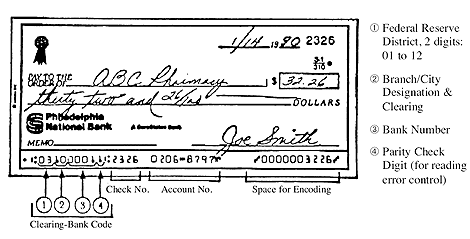 1/14 1980 2326
3-1
310
PAY TO THE
ORDER OF A.B.C. Pharmacy $ 32.26
thirty two and 26/100 DOLLARS
Philadelphia
National Bank
MEMO Joe Smith
⑆031000011⑆2326 0206⑉8797⑈ ⑈0000003226⑈
Check No. Account No. Space for Encoding
1 2 3 4
Clearing-Bank Code
① Federal Reserve
District, 2 digits:
01 to 12
② Branch/City
Designation &
Clearing
③ Bank Number
④ Parity Check
Digit (for reading
error control)